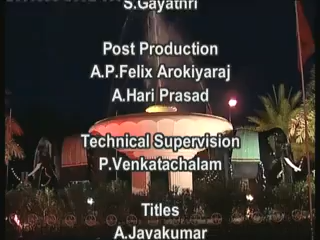 S.Gayathri
Post Production
A.P.Felix Arokiyaraj
A.Hari Prasad
Technical Supervision
P.Venkatachalam
Titles
A.Jayakumar